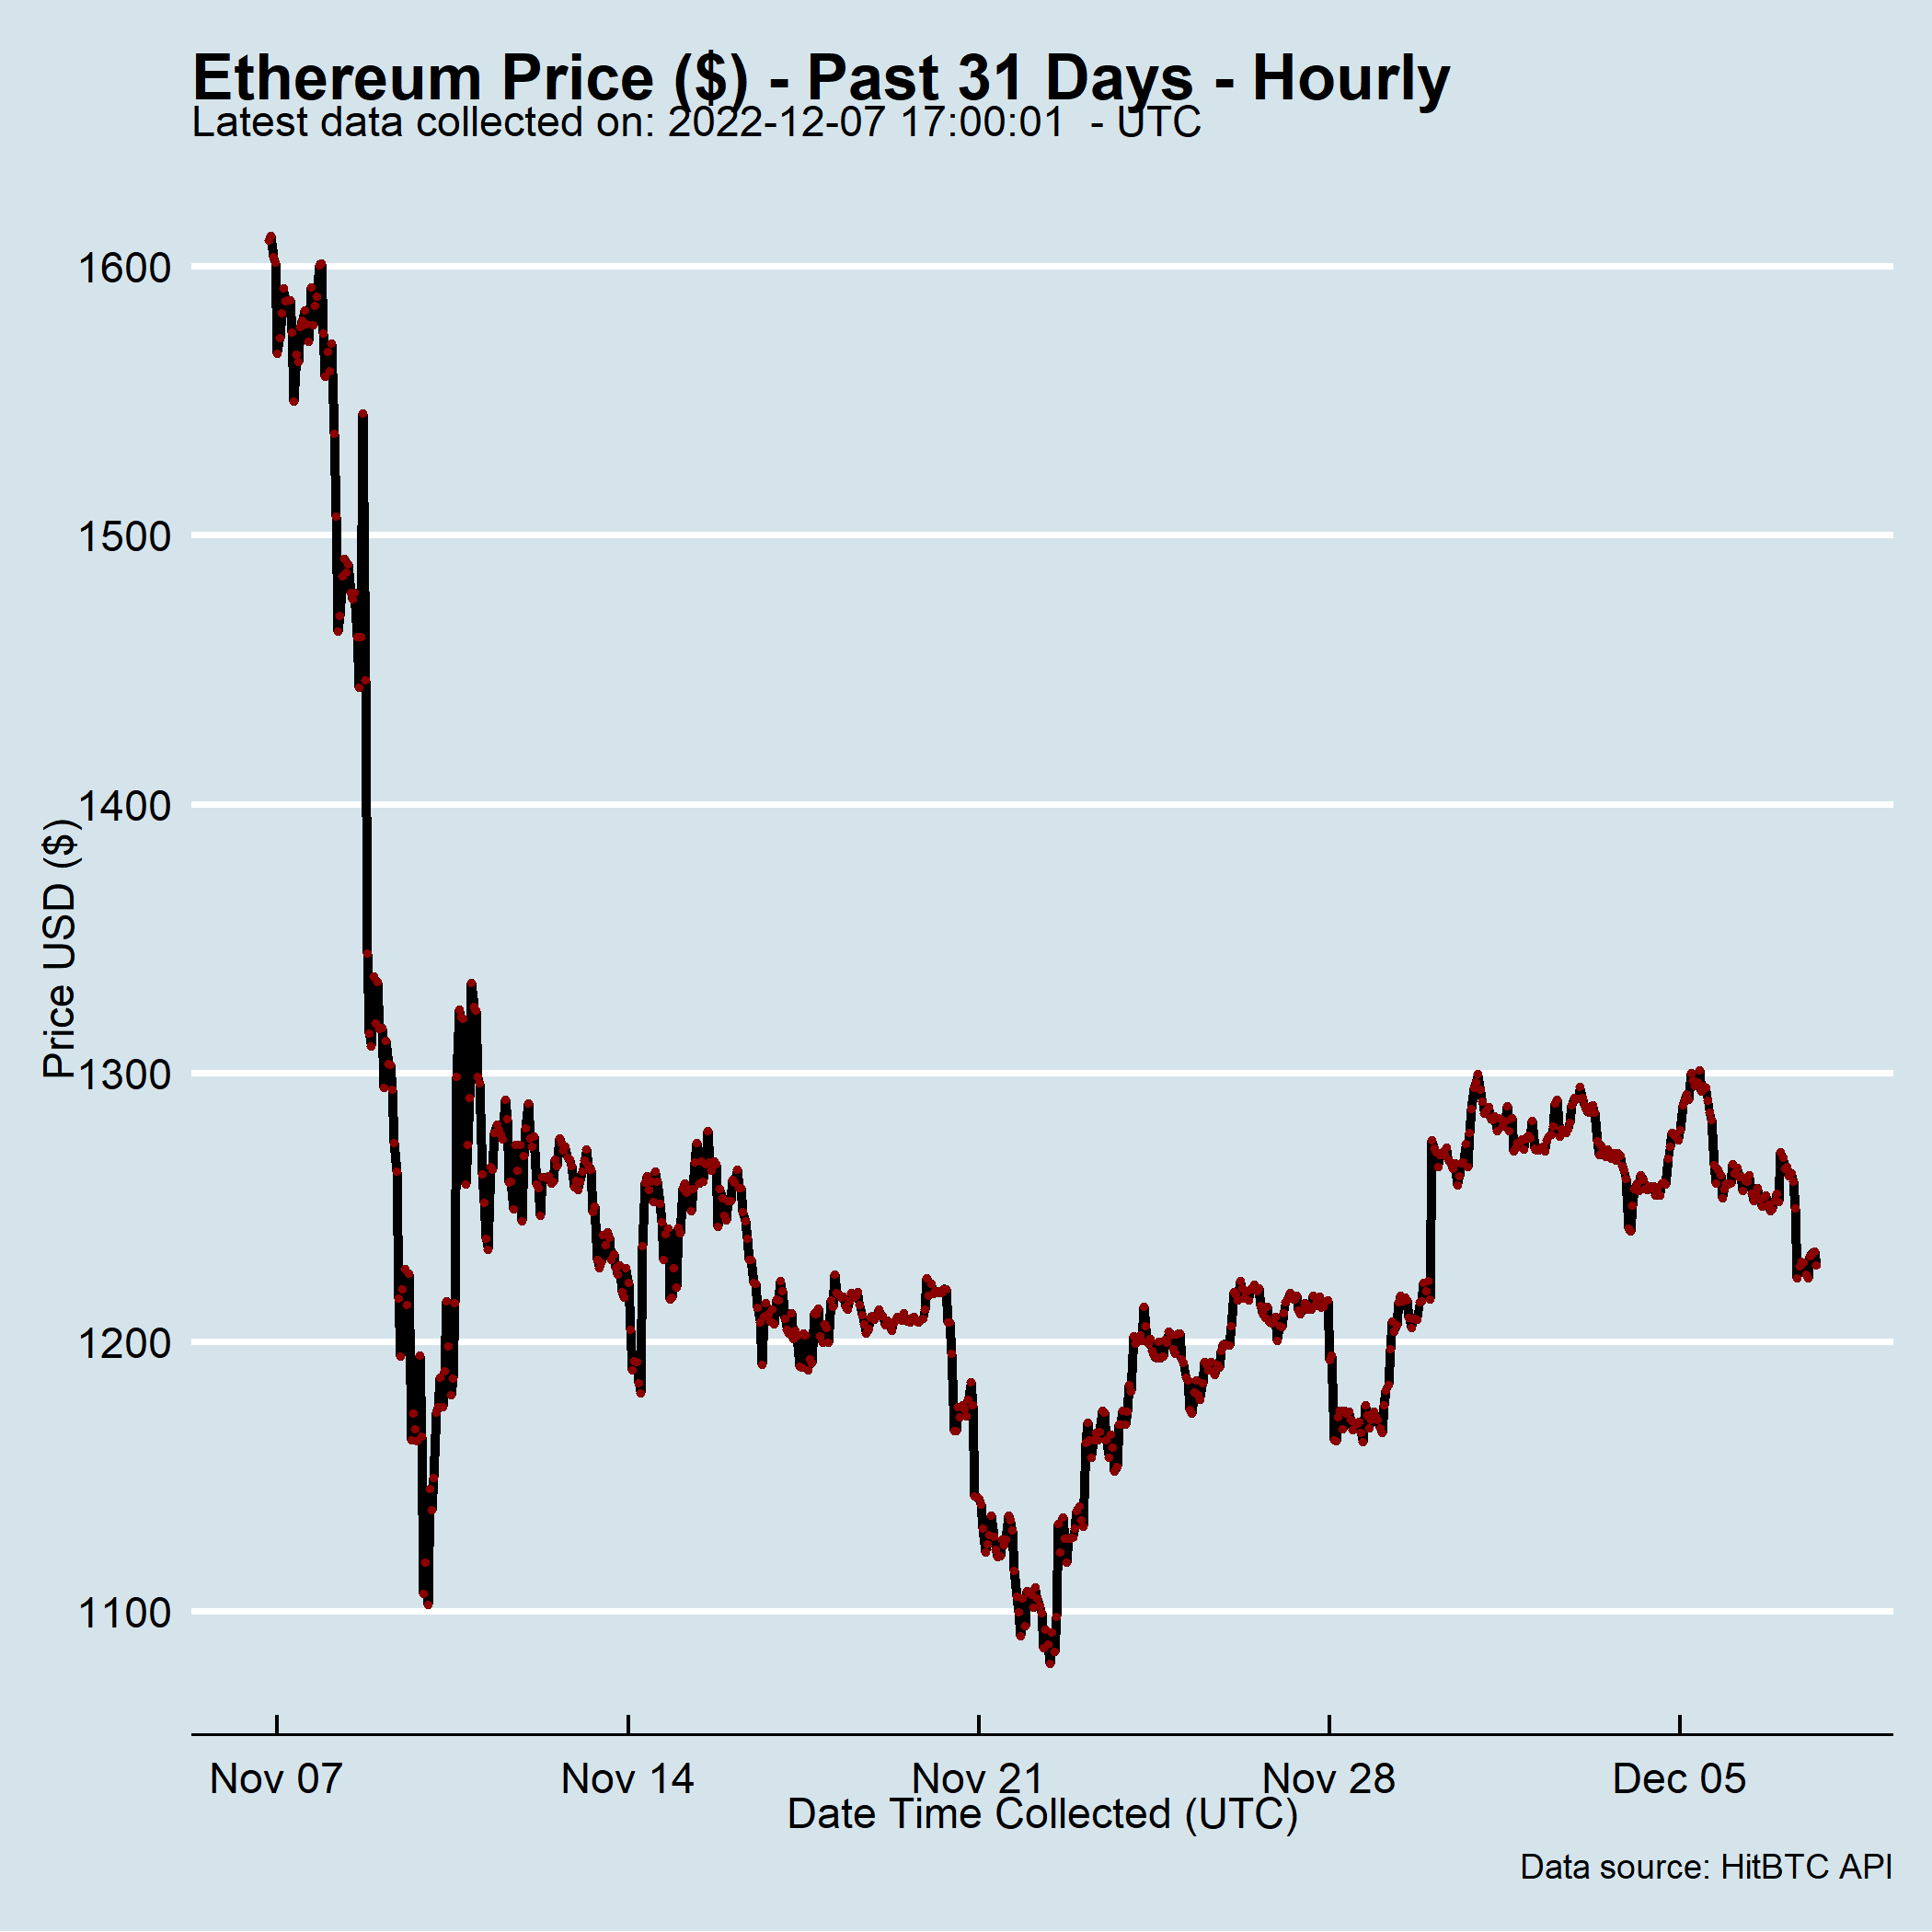 Ethereum Price ($) - Past 31 Days - Hourly
Latest data collected on: 2022-12-07 17:00:01  - UTC
1600
1500
1400
1300
1200
1100
Price USD ($)
Nov 07
Nov 14
Nov 21
Nov 28
Dec 05
Date Time Collected (UTC)
Data source: HitBTC API